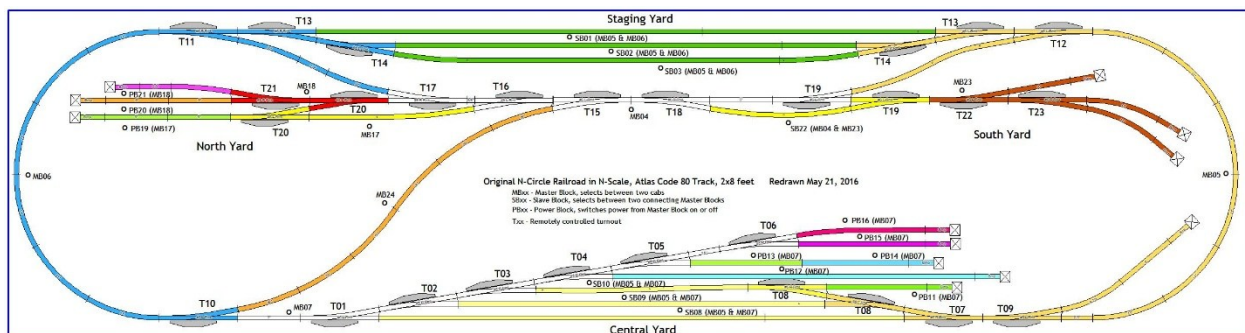 Staging Yard
T13
T13
T11
T12
SB01 (MB05 & MB06)
SB02 (MB05 & MB06)
T14
T14
SB03 (MB05 & MB06)
MB23
PB21 (MB18)
T21
MB18
T20
T17
T16
T19
PB20 (MB18)
T15
MB04
T18
T19
T22
T23
PB19 (MB17)
T20
MB17
SB22 (MB04 & MB23)
North Yard
South Yard
MB06
MB05
Original N-Circle Railroad in N-Scale, Atlas Code 80 Track, 2x8 feet Redrawn May 21, 2016
MBxx - Master Block, selects between two cabs
SBxx - Slave Block, selects between two connecting Master Blocks
PBxx - Power Block, switches power from Master Block on or off
Txx - Remotely controlled turnout
MB24
PB16 (MB07)
T06
PB15 (MB07)
T05
T04
PB13 (MB07)
PB14 (MB07)
PB12 (MB07)
T03
SB10 (MB05 & MB07)
T02
SB09 (MB05 & MB07)
T08
PB11 (MB07)
T10
MB07
T01
SB08 (MB05 & MB07)
T08
T07
T09
Central Yard